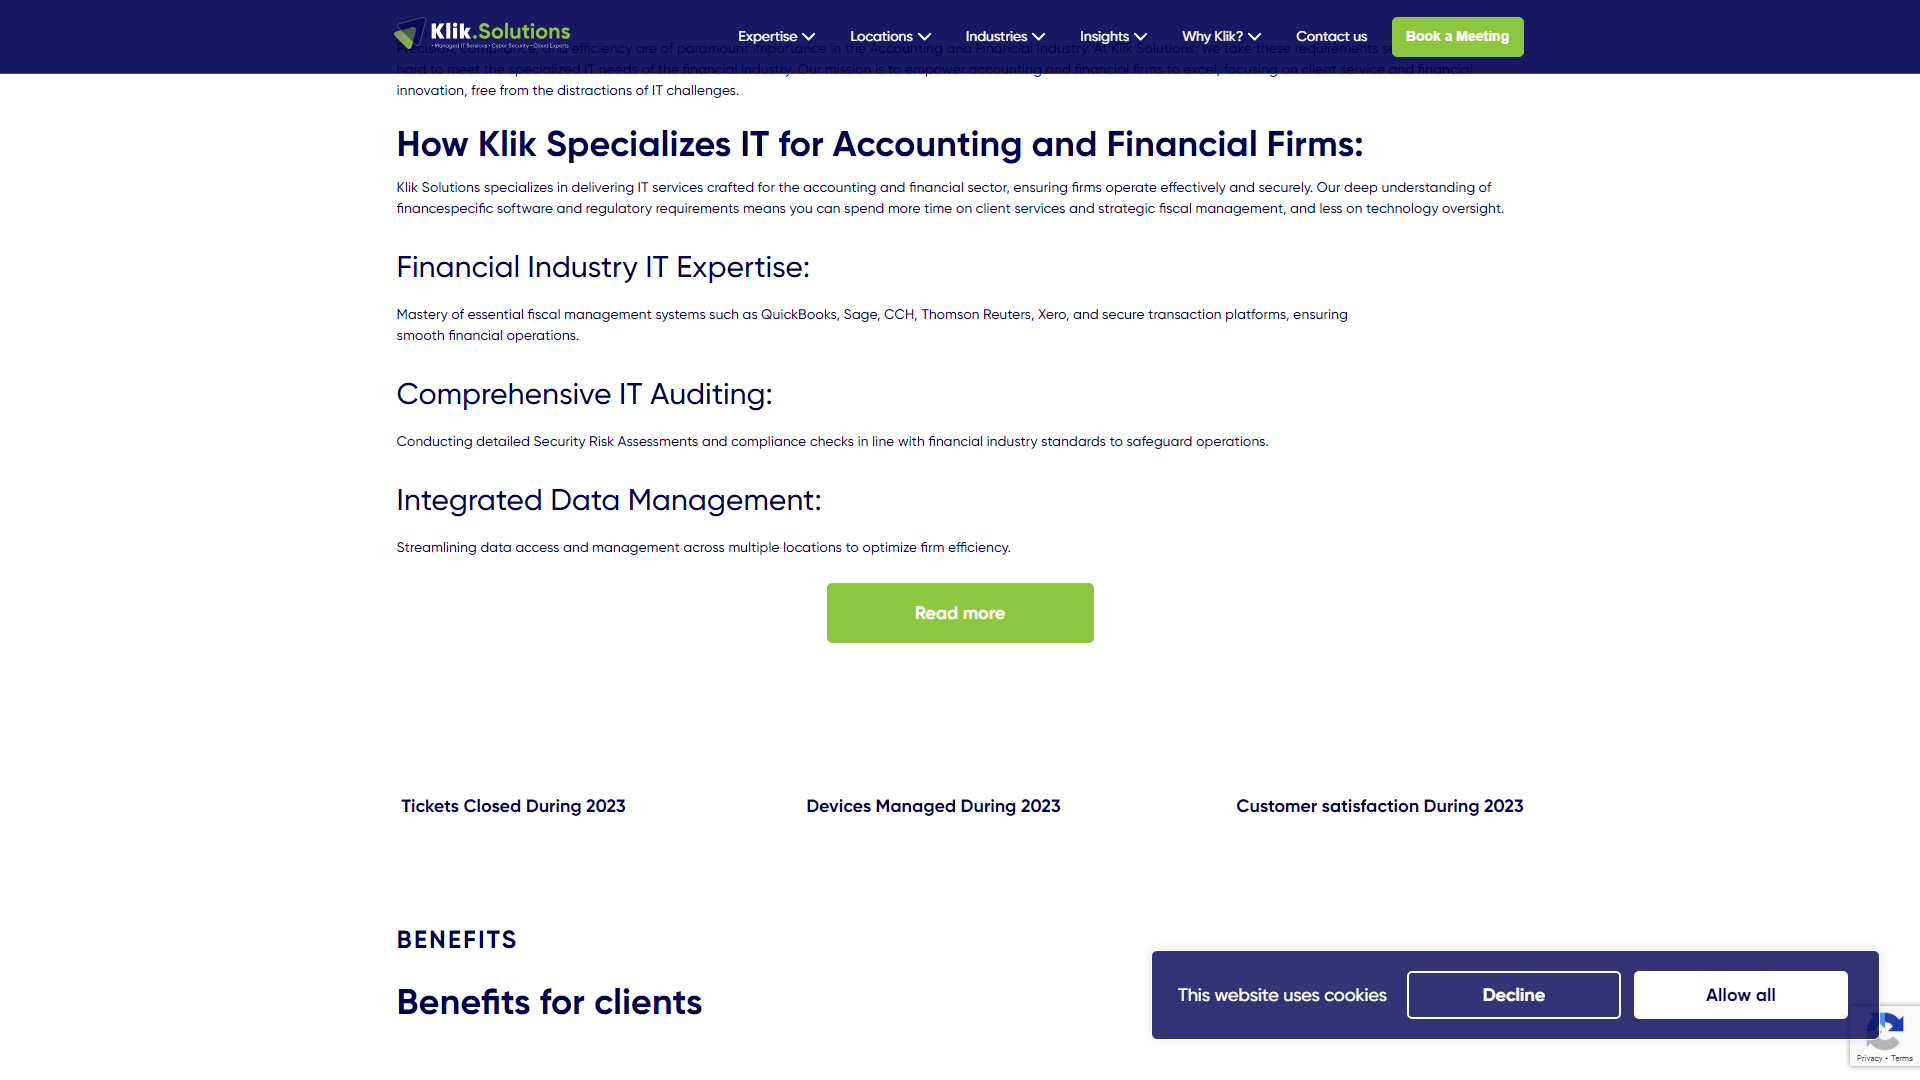 Klik.Solutions
Managed IT Services • Cyber Security • Cloud Experts
Expertise
Locations
Industries
Insights
Why Klik?
Contact us
Book a Meeting
Precision, compliance, and efficiency are of paramount importance in the Accounting and Financial Industry. At Klik Solutions, we take these requirements
hard to meet the specialized IT needs of the financial industry. Our mission is to empower accounting and financial firms to excel, focusing on client service and financial
innovation, free from the distractions of IT challenges.
How Klik Specializes IT for Accounting and Financial Firms:
Klik Solutions specializes in delivering IT services crafted for the accounting and financial sector, ensuring firms operate effectively and securely. Our deep understanding of
financespecific software and regulatory requirements means you can spend more time on client services and strategic fiscal management, and less on technology oversight.
Financial Industry IT Expertise:
Mastery of essential fiscal management systems such as QuickBooks, Sage, CCH, Thomson Reuters, Xero, and secure transaction platforms, ensuring
smooth financial operations.
Comprehensive IT Auditing:
Conducting detailed Security Risk Assessments and compliance checks in line with financial industry standards to safeguard operations.
Integrated Data Management:
Streamlining data access and management across multiple locations to optimize firm efficiency.
Read more
Tickets Closed During 2023
Devices Managed During 2023
Customer satisfaction During 2023
BENEFITS
Benefits for clients
This website uses cookies
Decline
Allow all
Privacy - Terms